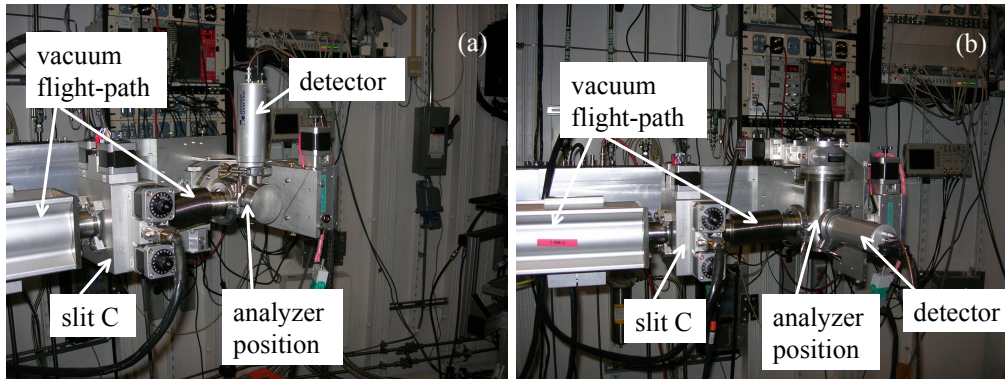 (a)
vacuum
flight-path
detector
slit C
analyzer
position
(b)
vacuum
flight-path
slit C
analyzer
position
detector